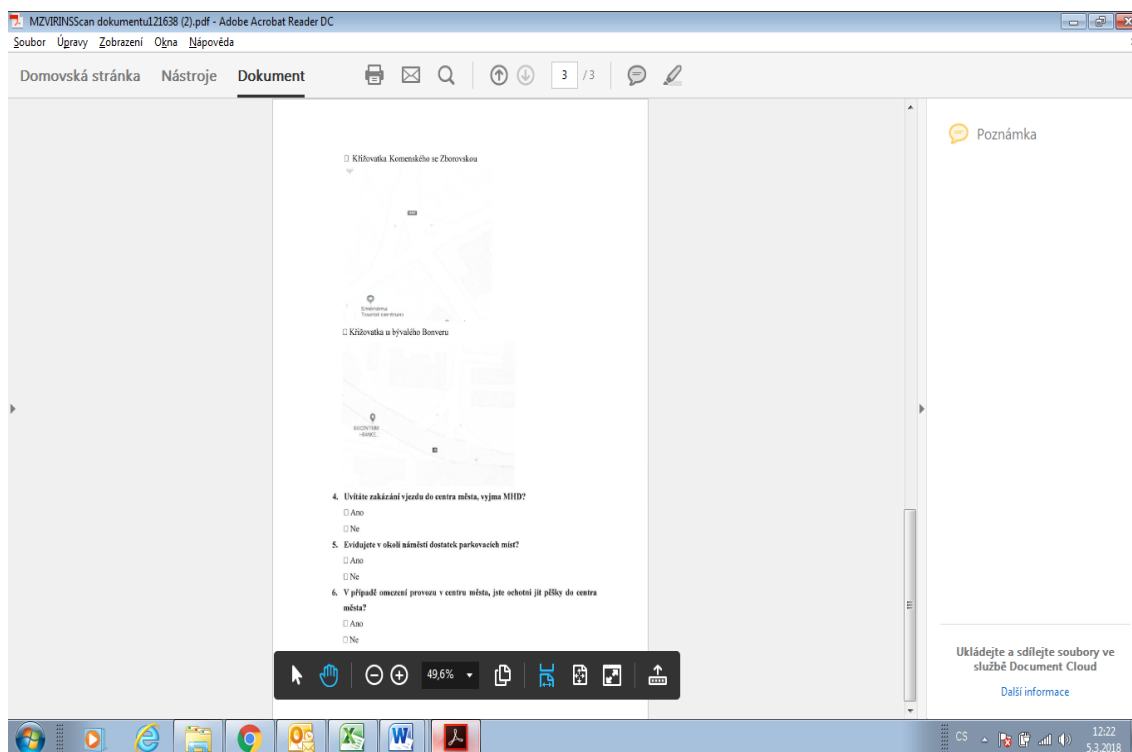 MZVIRINSScan dokumentu121638 (2).pdf - Adobe Acrobat Reader DC
Soubor Úpravy Zobrazení Okna Nápověda
Domovská stránka Nástroje Dokument 3 / 3
Poznámka
Křižovatka Komenského se Zborovskou
Tourist centrum
Křižovatka u bývalého Bonveru
4. Uvítáte zakázání vjezdu do centra města, vyjma MHD?
Ano
Ne
5. Evidujete v okolí náměstí dostatek parkovacích míst?
Ano
Ne
6. V případě omezení provozu v centru města, jste ochotni jít pěšky do centra
města?
Ano
Ne
49,6%
Ukládejte a sdílejte soubory ve
službě Document Cloud
Další informace
CS 12:22
5.3.2018